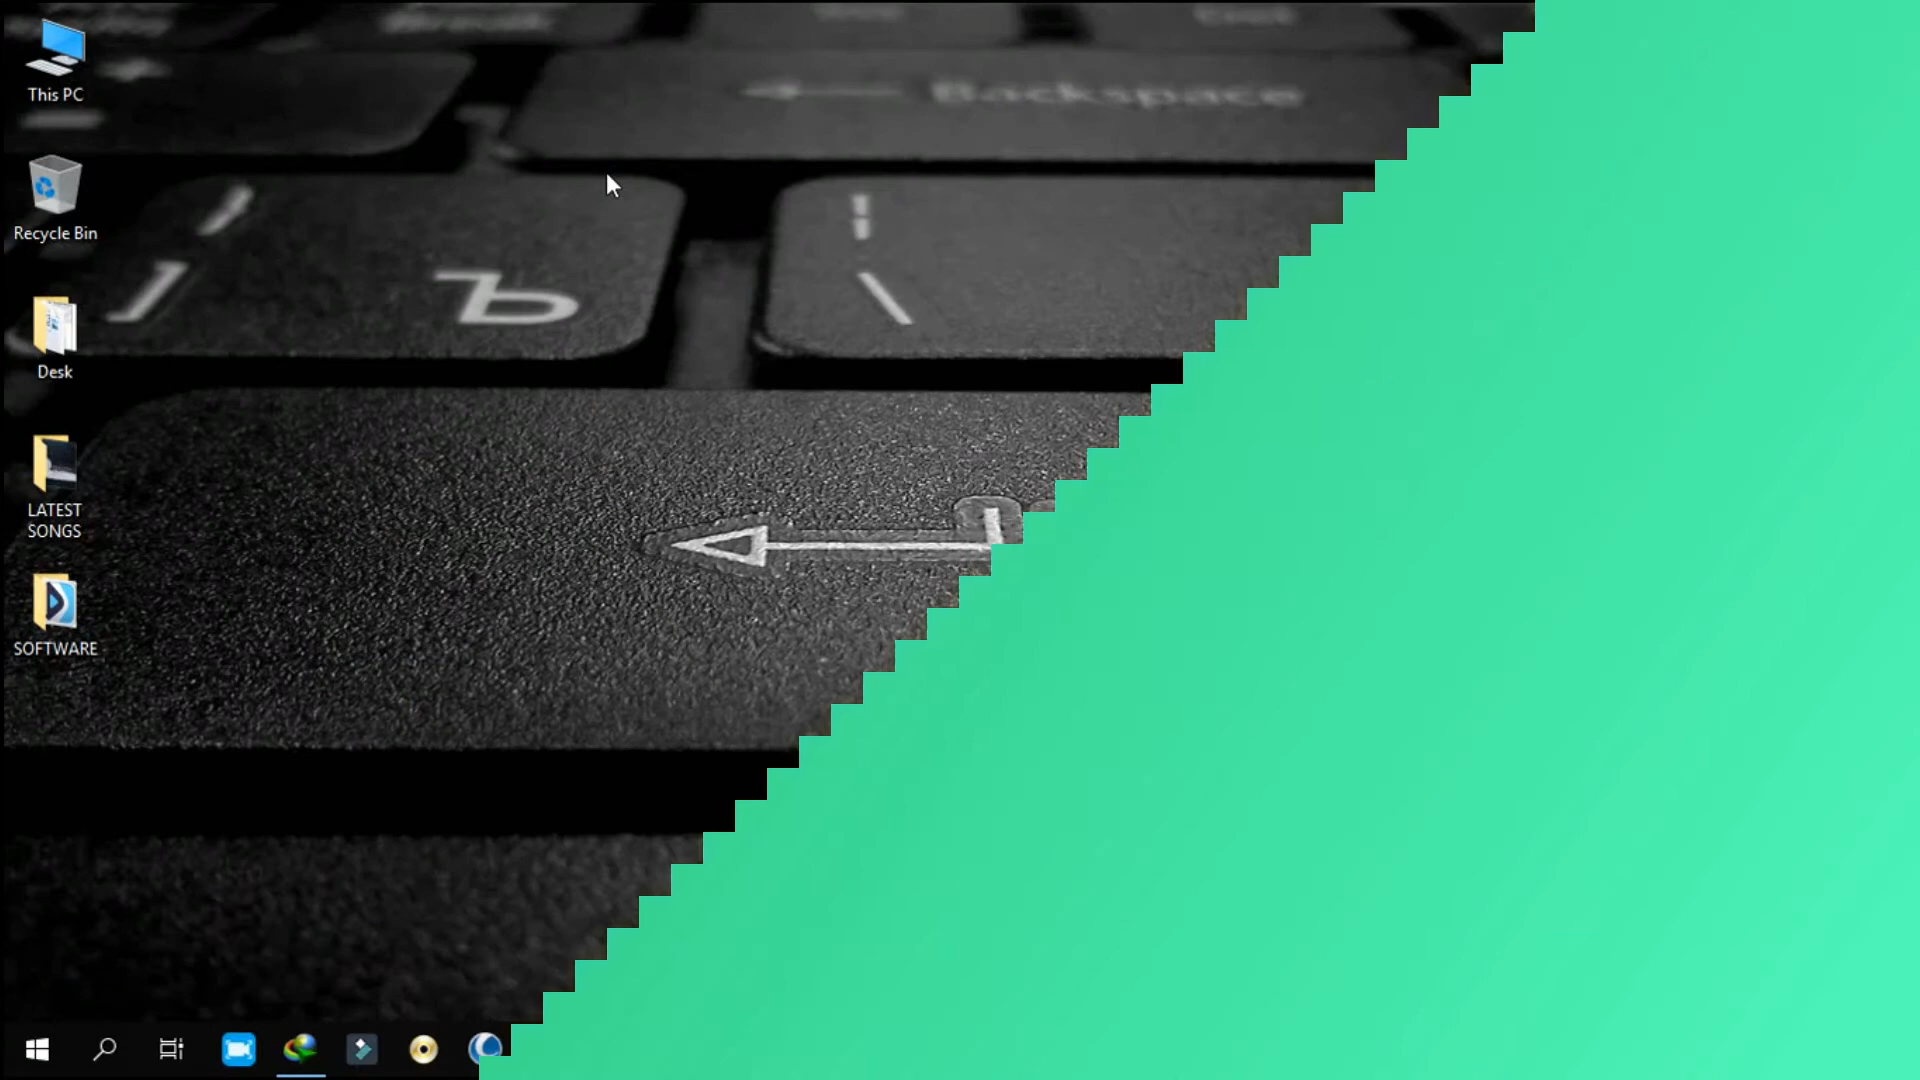 Backspace
This PC
Recycle Bin
]
Ъ
¦
\
Desk
LATEST
SONGS
SOFTWARE